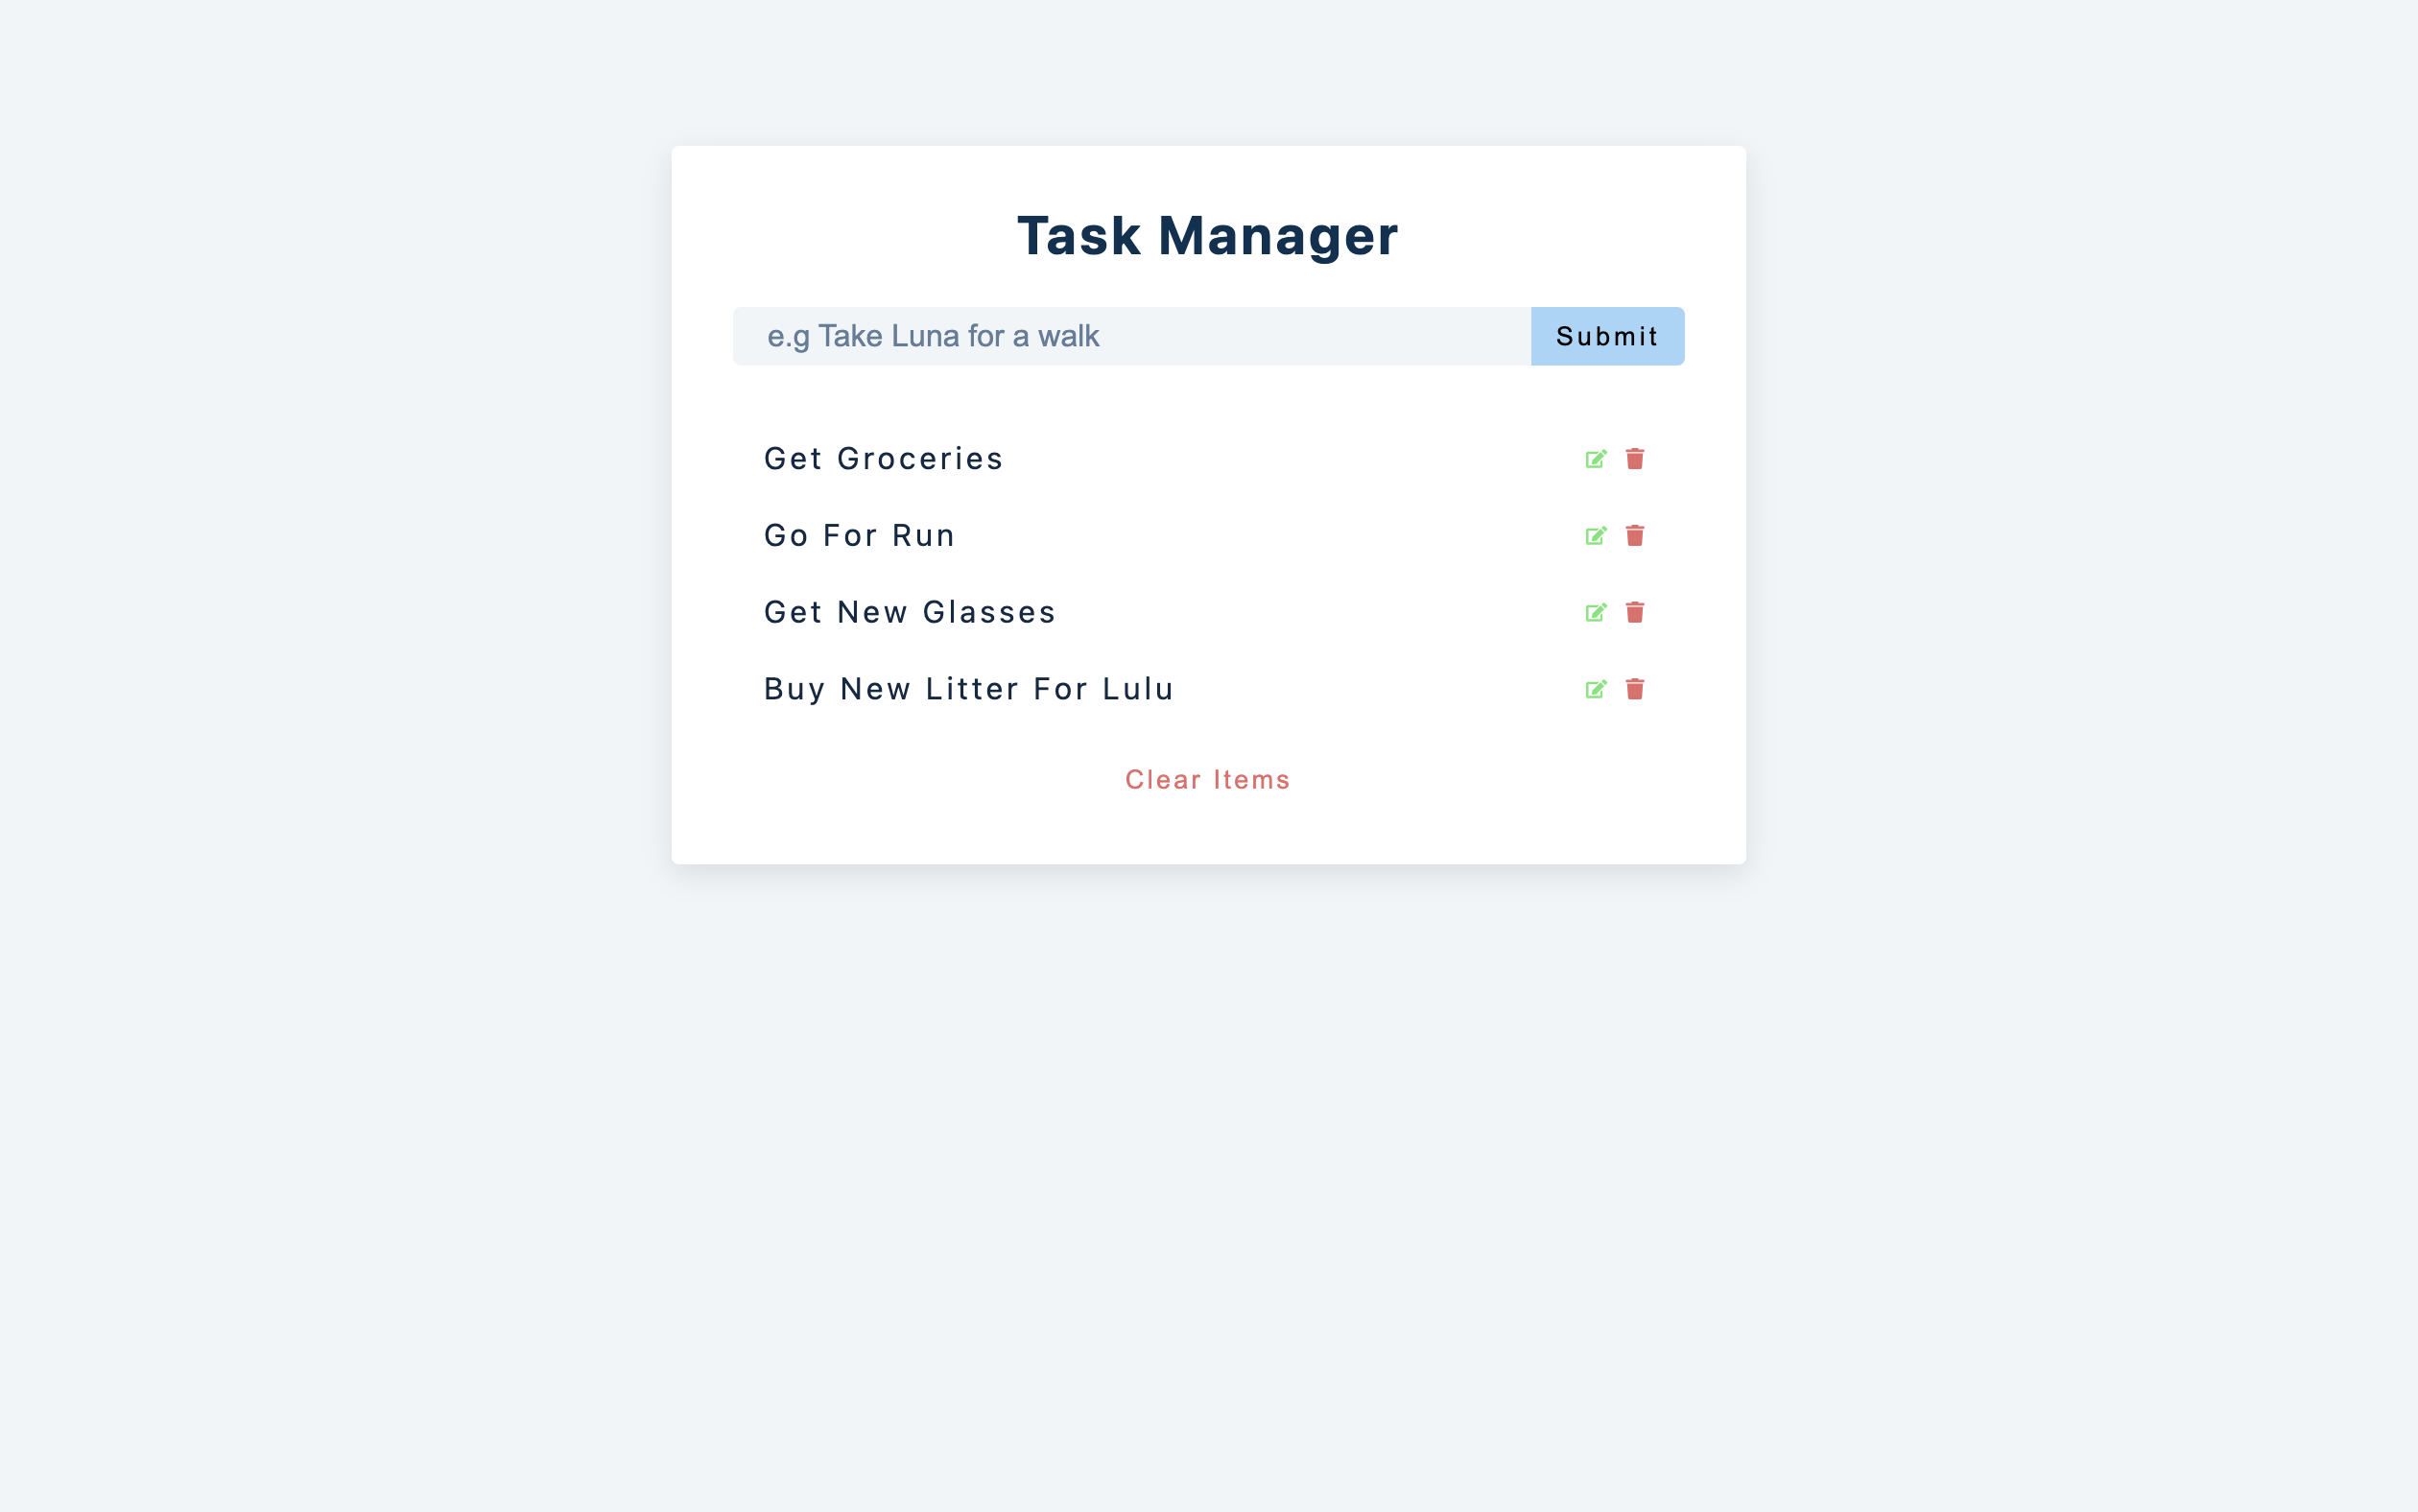 Task Manager
e.g Take Luna for a walk
Submit
Get Groceries
Go For Run
Get New Glasses
Buy New Litter For Lulu
Clear Items